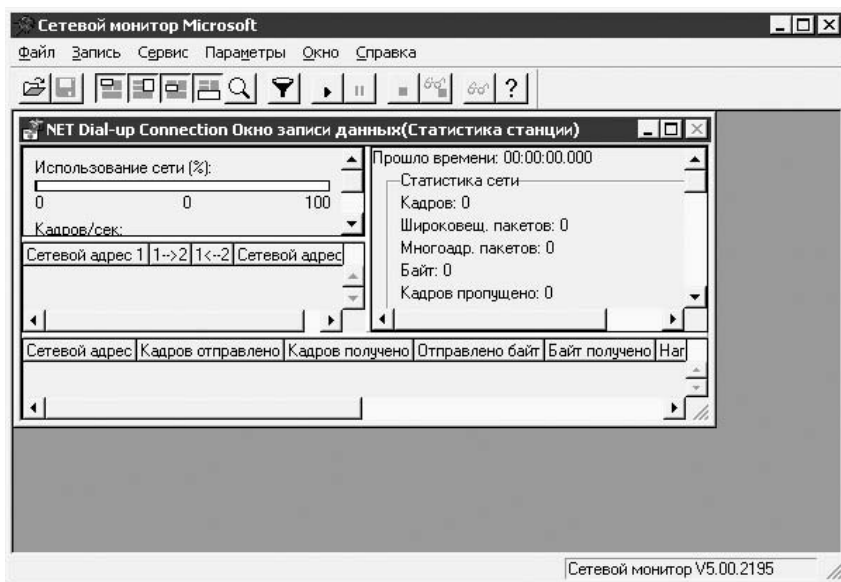 Сетевой монитор Microsoft
Файл Запись Сервис Параметры Окно Справка
NET Dial-up Connection Окно записи данных(Статистика станции)
Использование сети (%):
0 0 100
Кадров/сек:
Прошло времени: 00:00:00.000
Статистика сети
Кадров: 0
Широковещ. пакетов: 0
Многоадр. пакетов: 0
Байт: 0
Кадров пропущено: 0
Сетевой адрес 1 1-->2 1<--2 Сетевой адрес
Сетевой адрес Кадров отправлено Кадров получено Отправлено байт Байт получено Наг
Сетевой монитор V5.00.2195